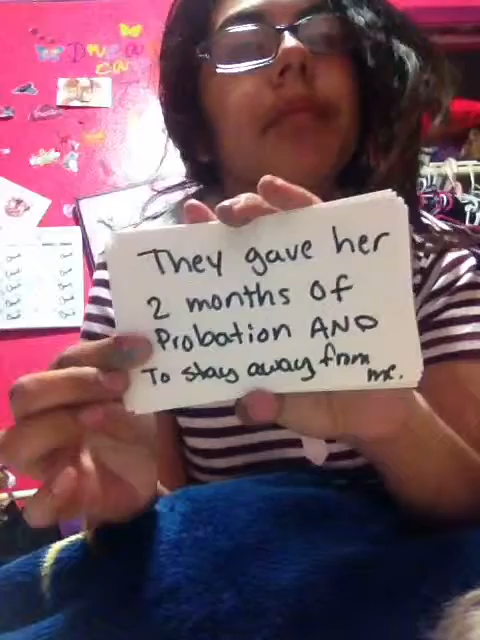 They gave her
2 months of
Probation AND
To stay away from
me.